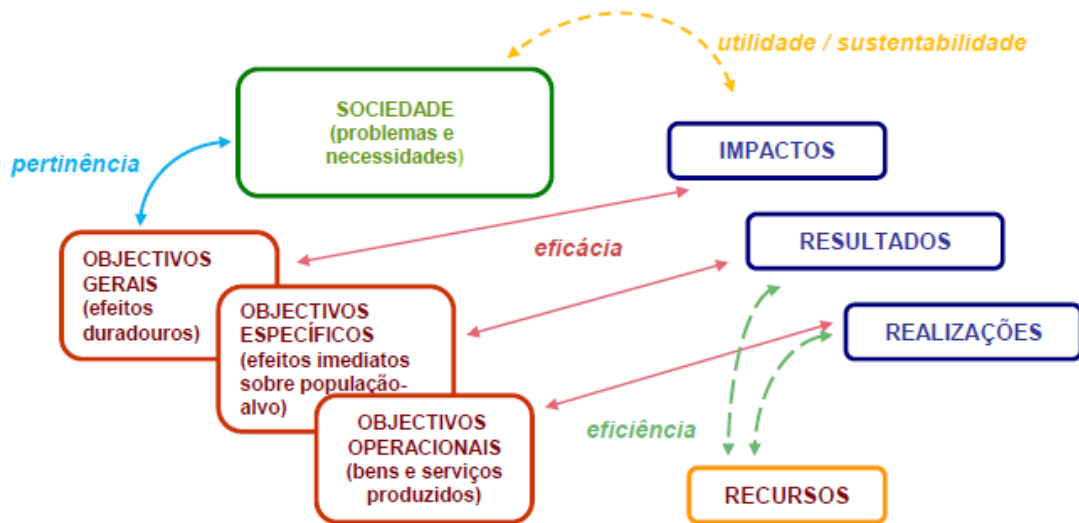 utilidade / sustentabilidade
SOCIEDADE
(problemas e
necessidades)
IMPACTOS
pertinência
RESULTADOS
eficácia
OBJECTIVOS
GERAIS
(efeitos
duradouros)
OBJECTIVOS
ESPECÍFICOS
(efeitos imediatos
sobre população-
alvo)
REALIZAÇÕES
OBJECTIVOS
OPERACIONAIS
(bens e serviços
produzidos)
eficiência
RECURSOS